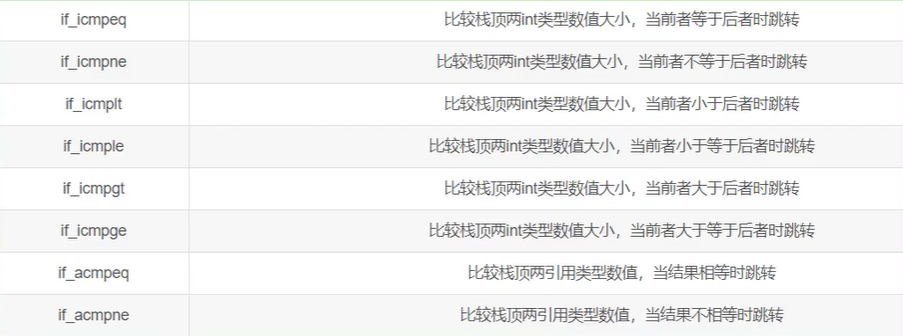 if_icmpeq 比较栈顶两int类型数值大小，当前者等于后者时跳转
if_icmpne 比较栈顶两int类型数值大小，当前者不等于后者时跳转
if_icmplt 比较栈顶两int类型数值大小，当前者小于后者时跳转
if_icmple 比较栈顶两int类型数值大小，当前者小于等于后者时跳转
if_icmpgt 比较栈顶两int类型数值大小，当前者大于后者时跳转
if_icmpge 比较栈顶两int类型数值大小，当前者大于等于后者时跳转
if_acmpeq 比较栈顶两引用类型数值，当结果相等时跳转
if_acmpne 比较栈顶两引用类型数值，当结果不相等时跳转